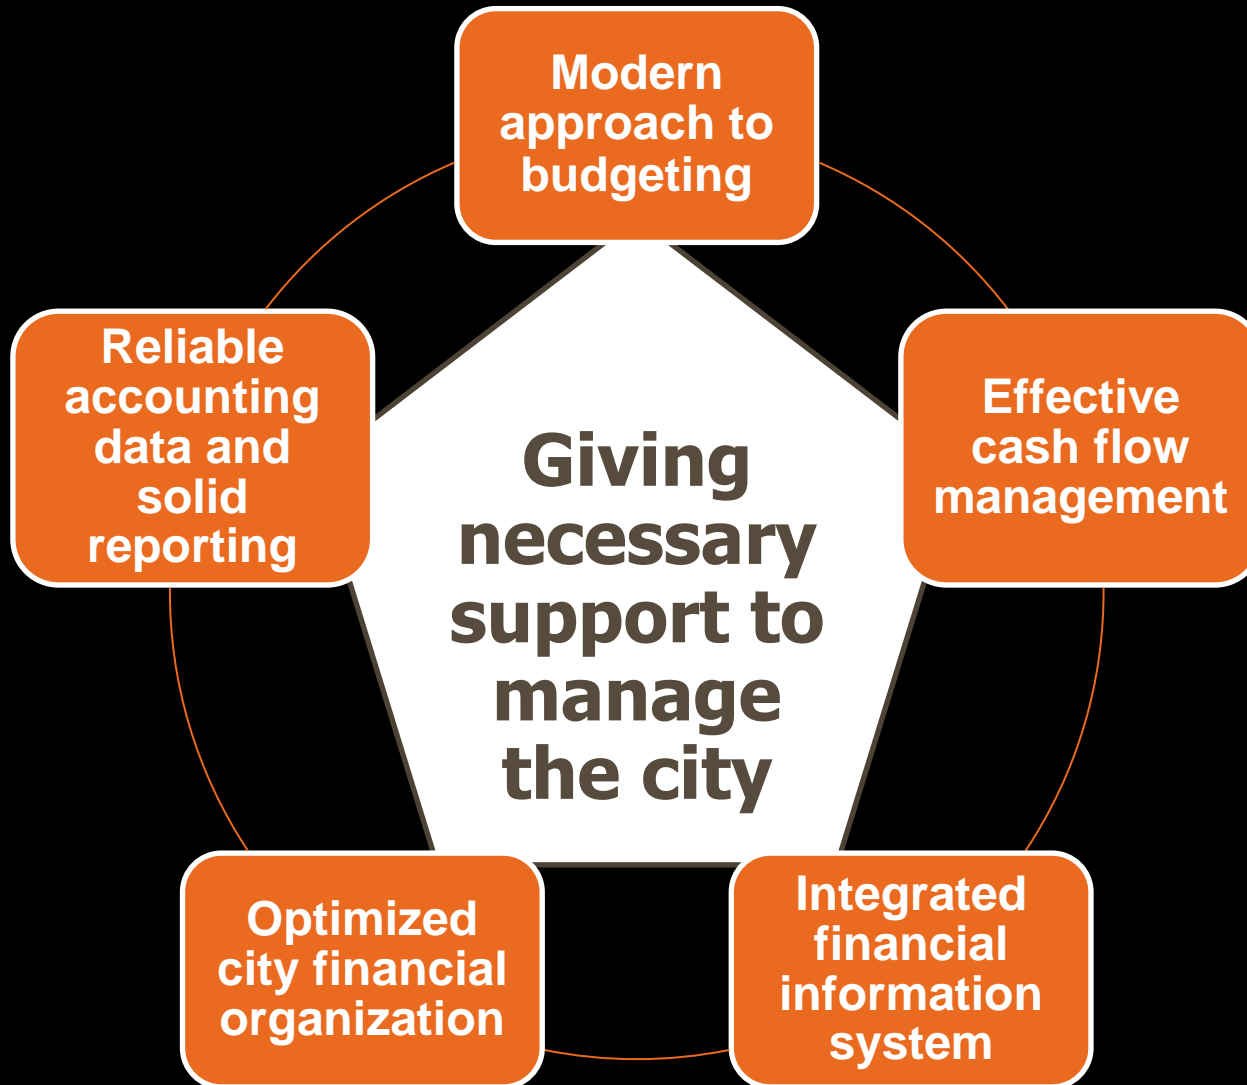 Modern
approach to
budgeting
Effective
cash flow
management
Integrated
financial
information
system
Optimized
city financial
organization
Reliable
accounting
data and
solid
reporting
Giving
necessary
support to
manage
the city